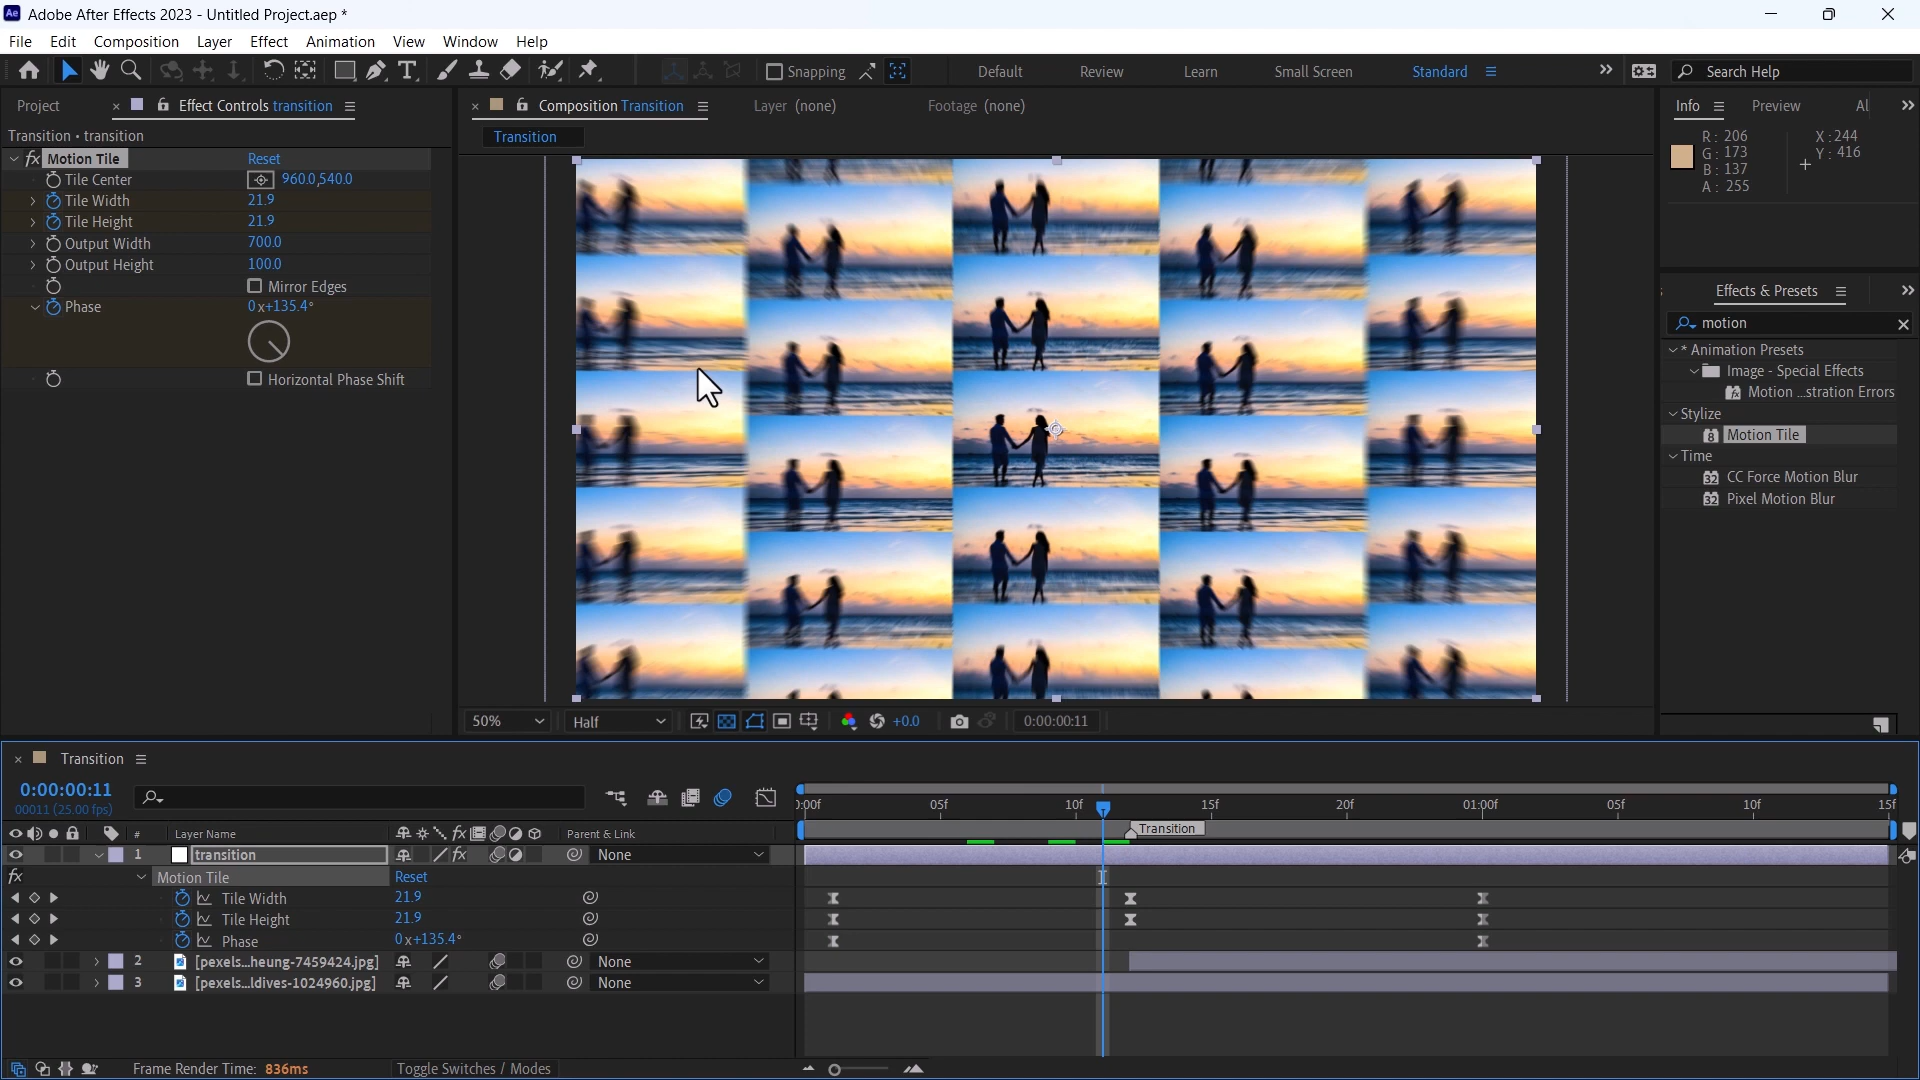 Ae Adobe After Effects 2023 - Untitled Project.aep *
File Edit Composition Layer Effect Animation View Window Help
Snapping Default Review Learn Small Screen Standard Search Help
Project Effect Controls transition Composition Transition Layer (none) Footage (none) Info Preview Al
Transition • transition
Transition
R: 206 X: 244
G: 173 Y: 416
B: 137
A: 255
fx Motion Tile Reset
Tile Center 960.0,540.0
Tile Width 21.9
Tile Height 21.9
Output Width 700.0
Output Height 100.0
Mirror Edges
Phase 0x+135.4°
Horizontal Phase Shift
Effects & Presets
motion
* Animation Presets
Image - Special Effects
Motion ...stration Errors
Stylize
8 Motion Tile
Time
32 CC Force Motion Blur
32 Pixel Motion Blur
50% Half +0.0 0:00:00:11
Transition
0:00:00:11
00011 (25.00 fps)
):00f 05f 10f 15f 20f 01:00f 05f 10f 15f
Transition
# Layer Name fx Parent & Link
1 transition fx None
fx Motion Tile Reset
Tile Width 21.9
Tile Height 21.9
Phase 0x+135.4°
2 [pexels...heung-7459424.jpg] None
3 [pexels...ldives-1024960.jpg] None
Frame Render Time: 836ms Toggle Switches / Modes